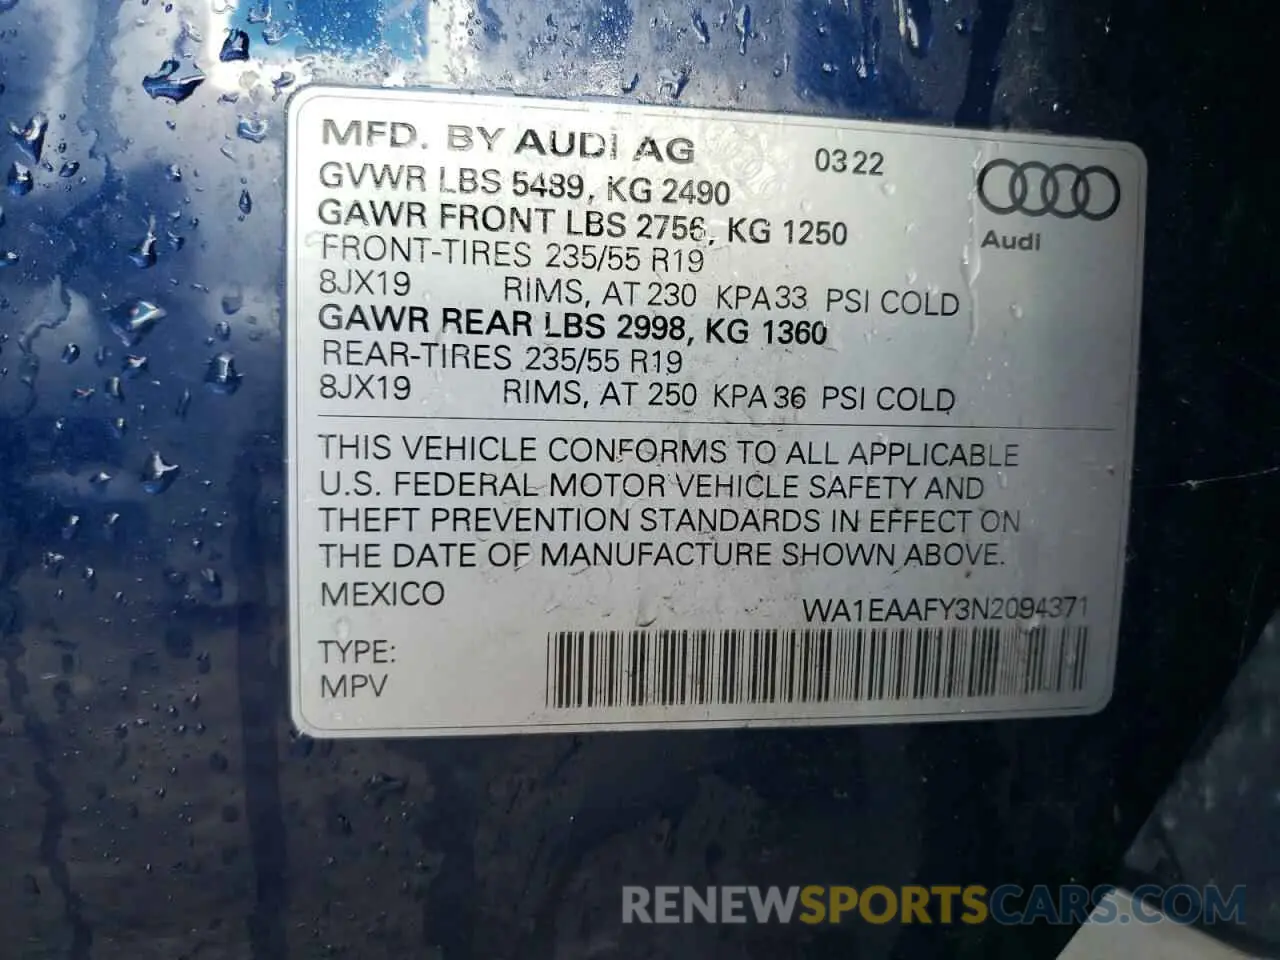 MFD. BY AUDI AG 0322
GVWR LBS 5489, KG 2490
GAWR FRONT LBS 2756, KG 1250
Audi
FRONT-TIRES 235/55 R19
8JX19 RIMS, AT 230 KPA 33 PSI COLD
GAWR REAR LBS 2998, KG 1360
REAR-TIRES 235/55 R19
8JX19 RIMS, AT 250 KPA 36 PSI COLD
THIS VEHICLE CONFORMS TO ALL APPLICABLE
U.S. FEDERAL MOTOR VEHICLE SAFETY AND
THEFT PREVENTION STANDARDS IN EFFECT ON
THE DATE OF MANUFACTURE SHOWN ABOVE.
MEXICO
WA1EAAFY3N2094371
TYPE:
MPV
RENEWSPORTSCARS.COM